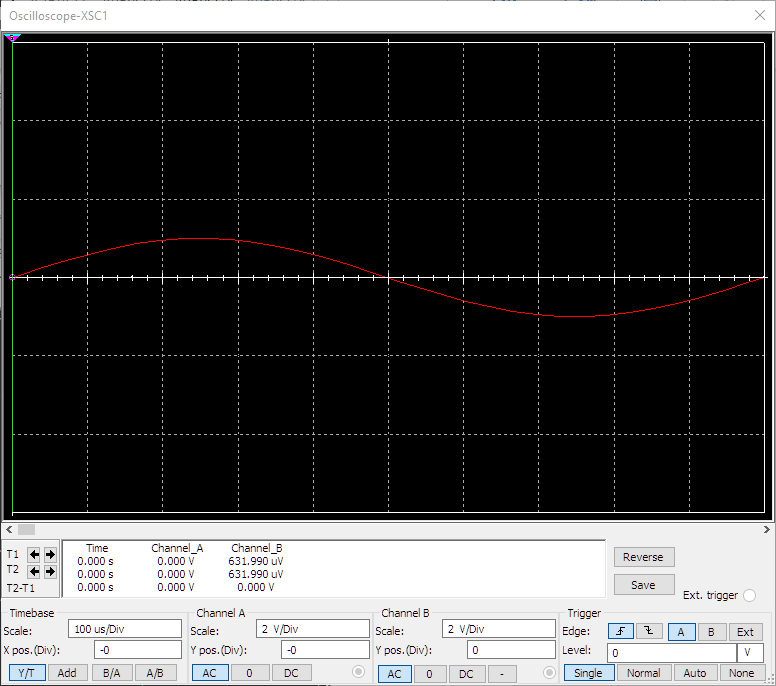 Oscilloscope-XSC1
T1
T2
T2-T1
Time Channel_A Channel_B
0.000 s 0.000 V 631.990 uV
0.000 s 0.000 V 631.990 uV
0.000 s 0.000 V 0.000 V
Reverse
Save
Ext. trigger
Timebase
Scale: 100 us/Div
X pos.(Div): -0
Y/T Add B/A A/B
Channel A
Scale: 2 V/Div
Y pos.(Div): -0
AC 0 DC
Channel B
Scale: 2 V/Div
Y pos.(Div): 0
AC 0 DC -
Trigger
Edge: A B Ext
Level: 0 V
Single Normal Auto None